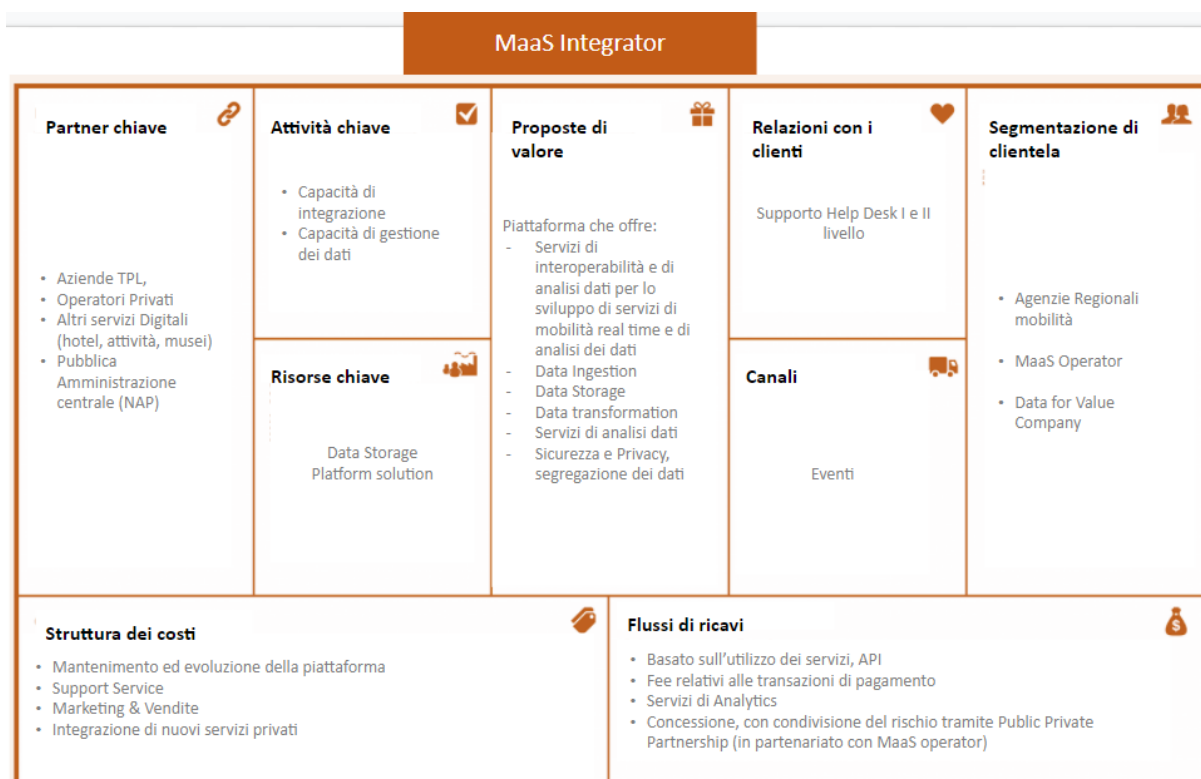 MaaS Integrator
Partner chiave
• Aziende TPL,
• Operatori Privati
• Altri servizi Digitali
(hotel, attività, musei)
• Pubblica
Amministrazione
centrale (NAP)
Attività chiave
• Capacità di
integrazione
• Capacità di gestione
dei dati
Risorse chiave
Data Storage
Platform solution
Proposte di
valore
Piattaforma che offre:
- Servizi di
interoperabilità e di
analisi dati per lo
sviluppo di servizi di
mobilità real time e di
analisi dei dati
- Data Ingestion
- Data Storage
- Data transformation
- Servizi di analisi dati
- Sicurezza e Privacy,
segregazione dei dati
Relazioni con i
clienti
Supporto Help Desk I e II
livello
Canali
Eventi
Segmentazione di
clientela
• Agenzie Regionali
mobilità
• MaaS Operator
• Data for Value
Company
Struttura dei costi
• Mantenimento ed evoluzione della piattaforma
• Support Service
• Marketing & Vendite
• Integrazione di nuovi servizi privati
Flussi di ricavi
$
• Basato sull'utilizzo dei servizi, API
• Fee relativi alle transazioni di pagamento
• Servizi di Analytics
• Concessione, con condivisione del rischio tramite Public Private
Partnership (in partenariato con MaaS operator)